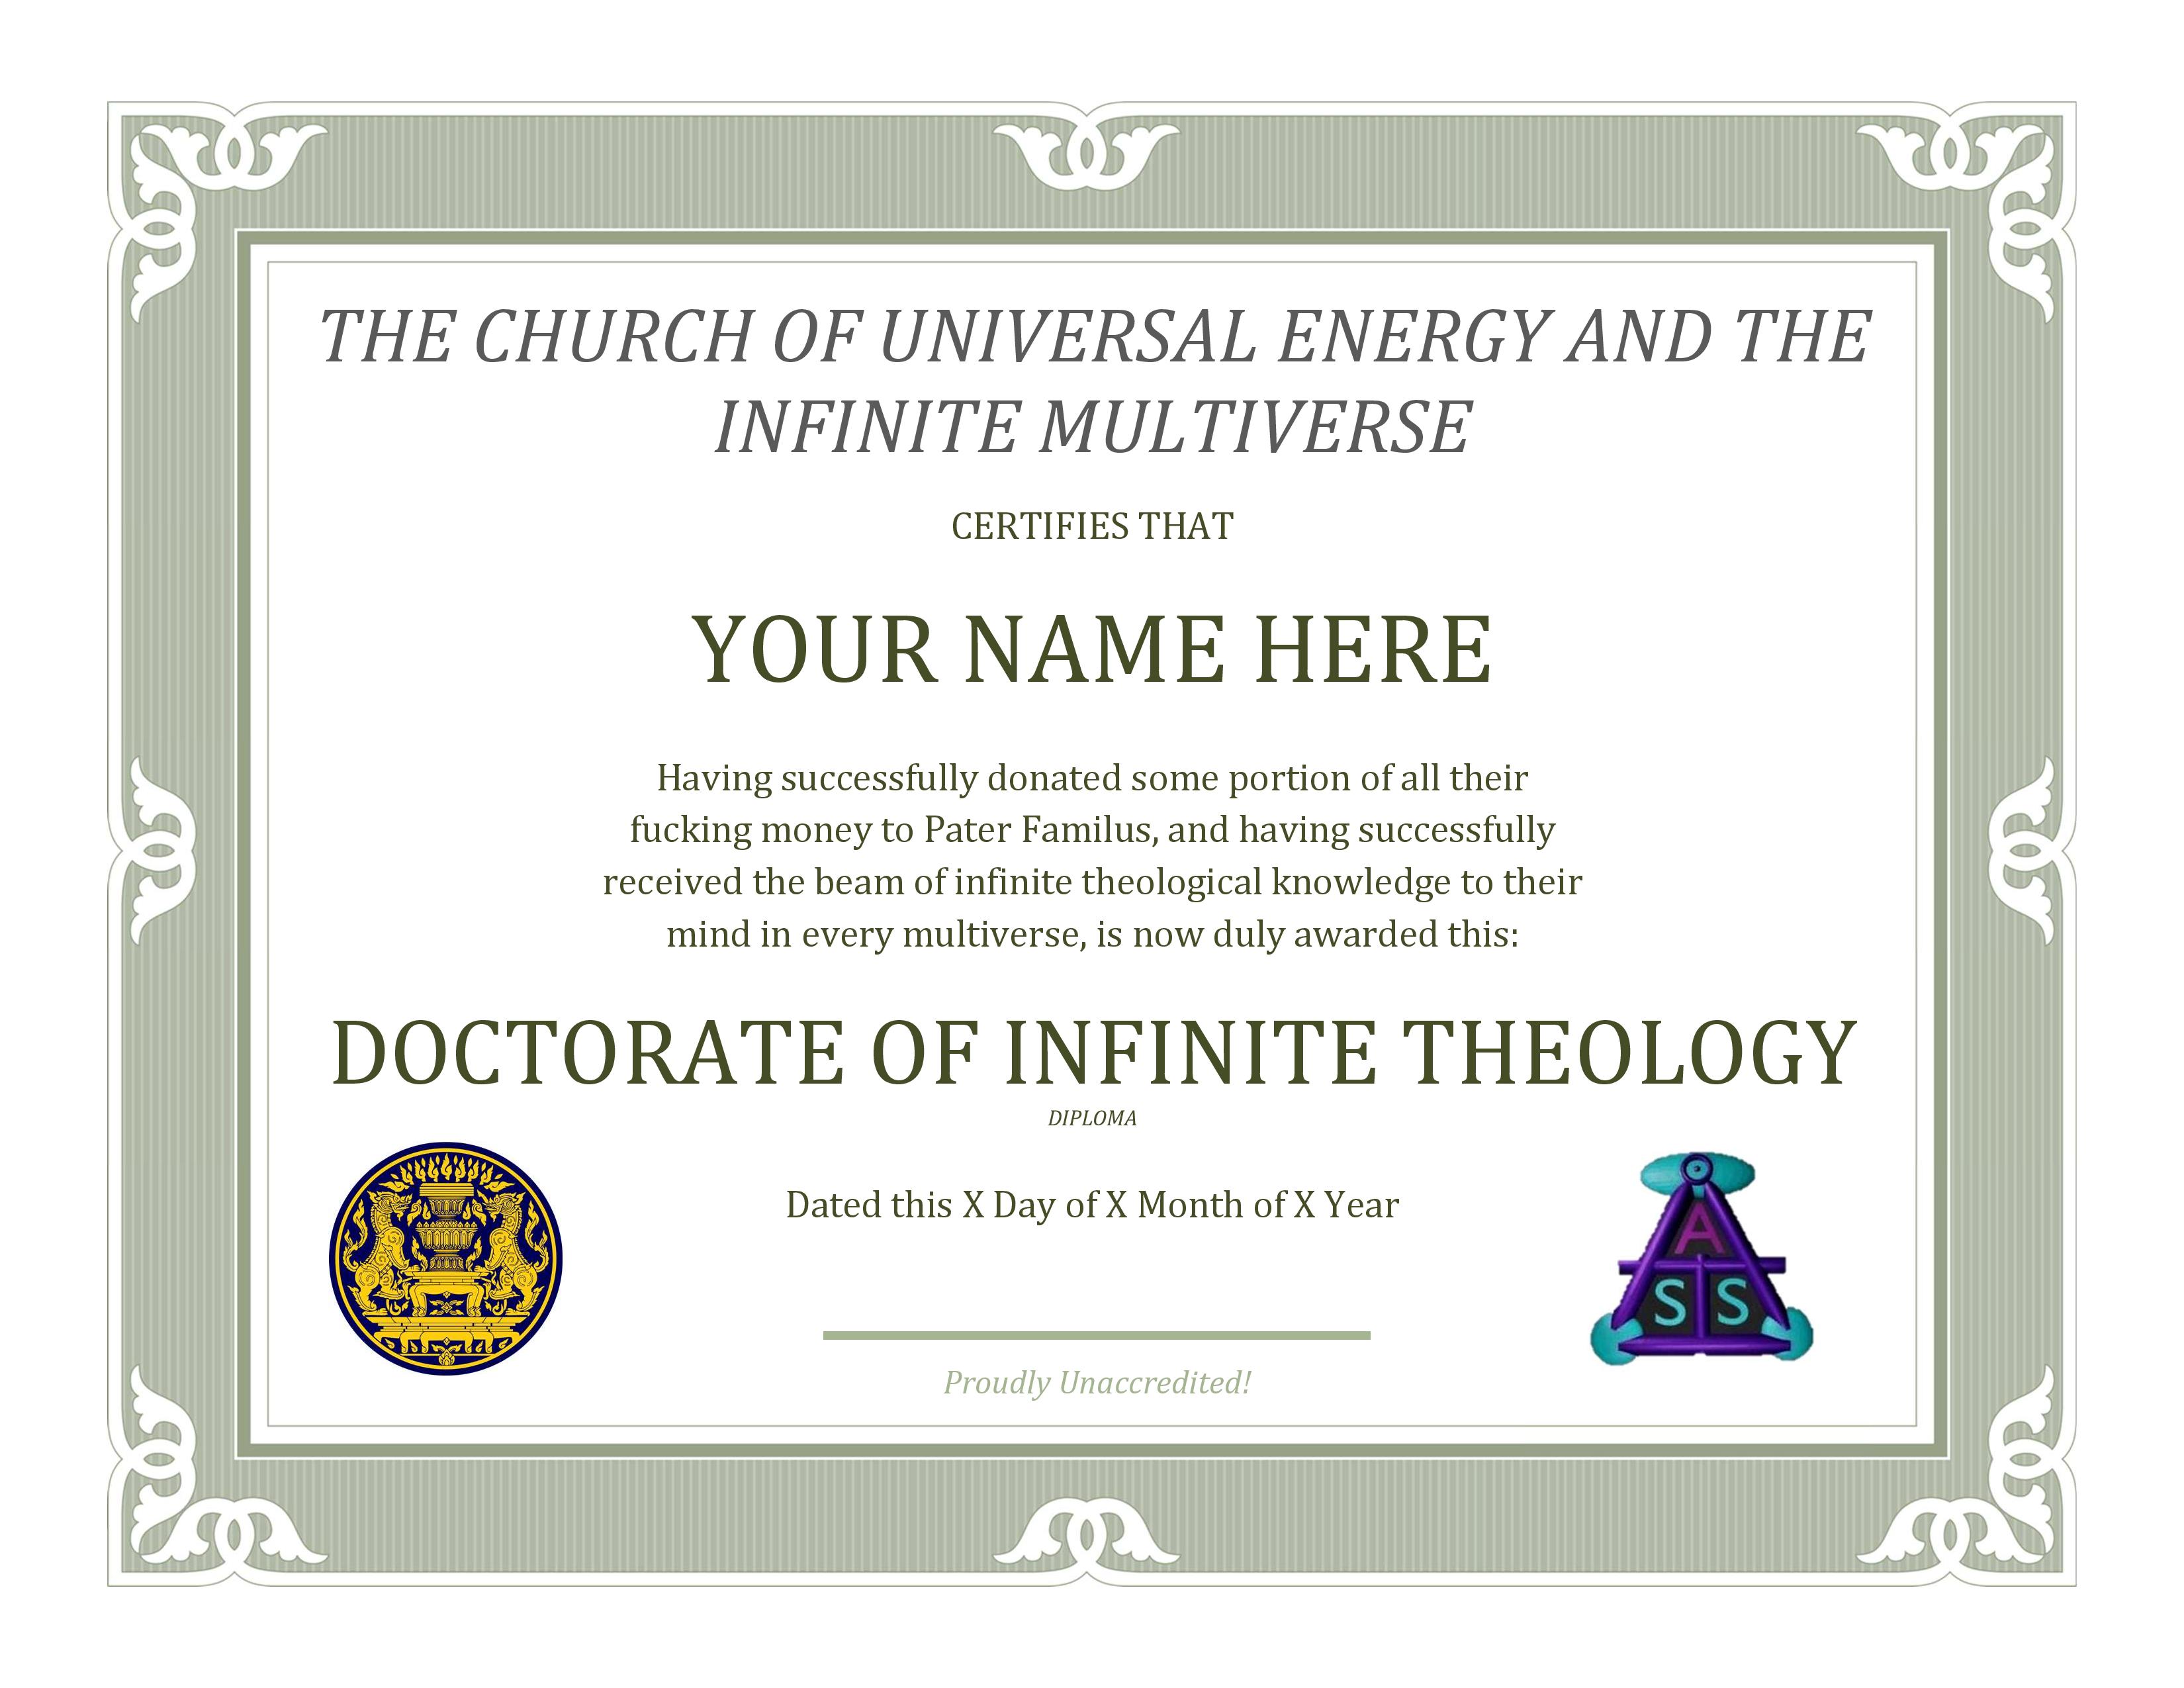 THE CHURCH OF UNIVERSAL ENERGY AND THE
INFINITE MULTIVERSE
CERTIFIES THAT
YOUR NAME HERE
Having successfully donated some portion of all their
fucking money to Pater Familus, and having successfully
received the beam of infinite theological knowledge to their
mind in every multiverse, is now duly awarded this:
DOCTORATE OF INFINITE THEOLOGY
DIPLOMA
Dated this X Day of X Month of X Year
A
S S
Proudly Unaccredited!